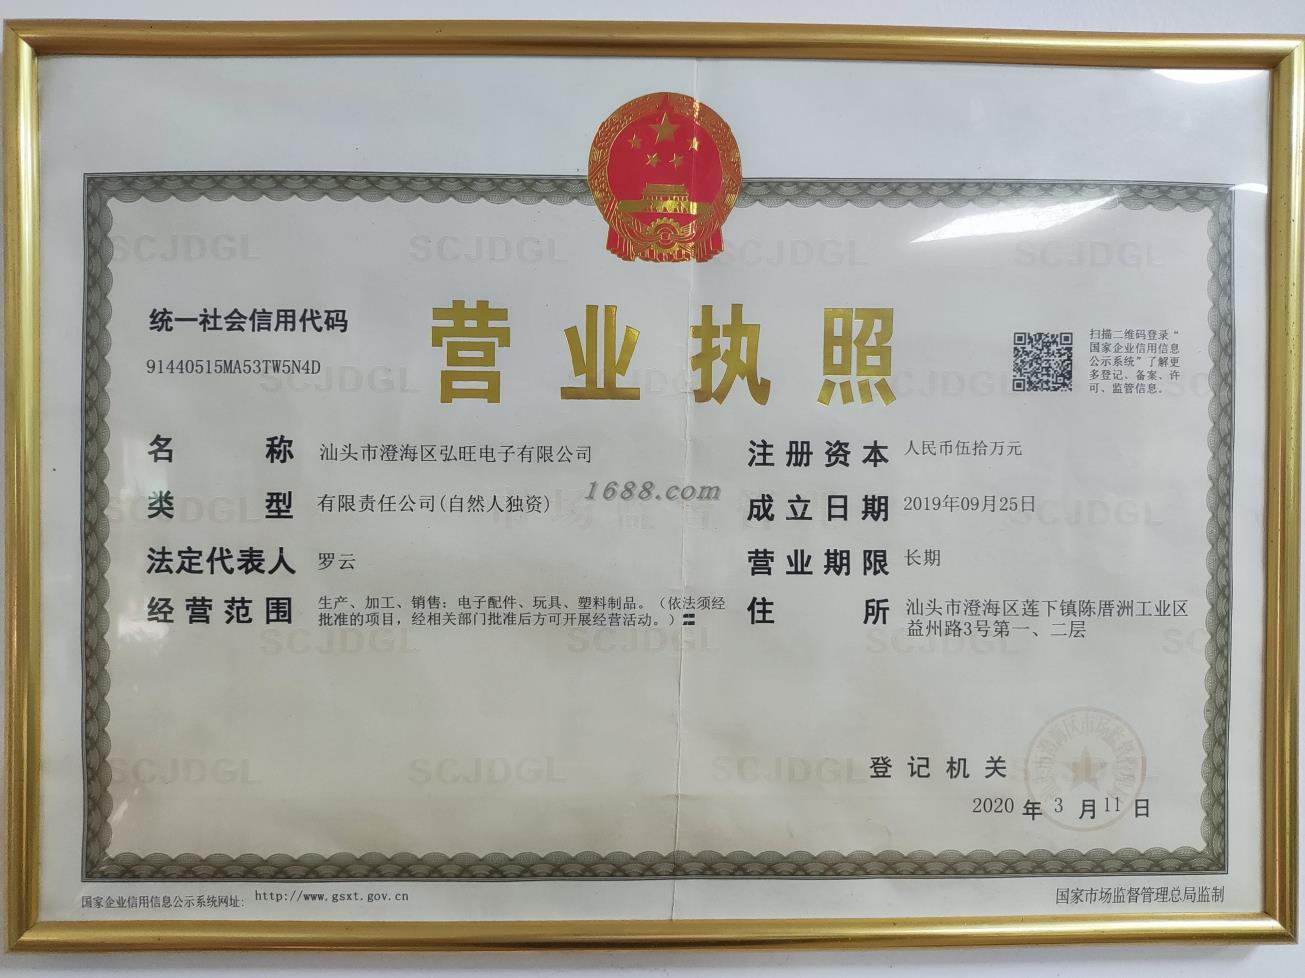 统一社会信用代码
91440515MA53TW5N4D
营业执照
扫描二维码登录“
国家企业信用信息
公示系统”了解更
多登记、备案、许
可、监管信息。
名称 汕头市澄海区弘旺电子有限公司
类型 有限责任公司(自然人独资)
法定代表人 罗云
经营范围 生产、加工、销售：电子配件、玩具、塑料制品。（依法须经
批准的项目，经相关部门批准后方可开展经营活动。）
注册资本 人民币伍拾万元
成立日期 2019年09月25日
营业期限 长期
住所 汕头市澄海区莲下镇陈厝洲工业区
益州路3号第一、二层
1688.com
登记机关
2020 年 3 月 11 日
国家企业信用信息公示系统网址: http://www.gsxt.gov.cn
国家市场监督管理总局监制
SCJDGL